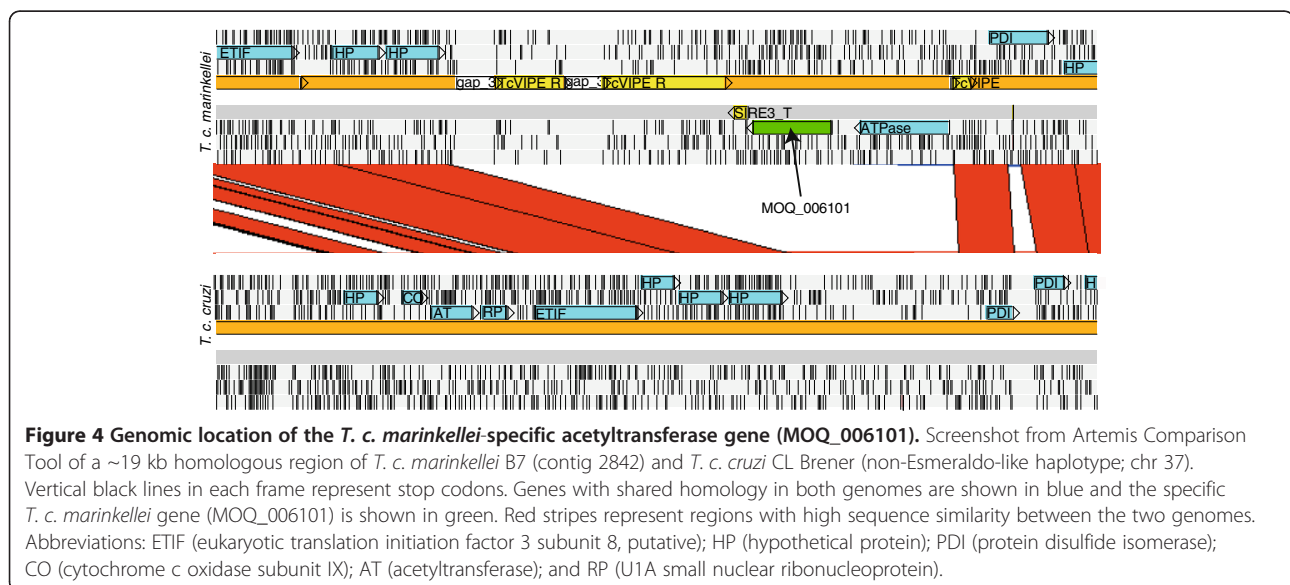 PDI
ETIF HP HP
HP
gap_3 TcVIPE R gap_3 TcVIPE R TcVIPE
T. c. marinkellei
SIRE3_T
ATPase
MOQ_006101
HP PDI H
HP CO HP HP
AT RP ETIF PDI
T. c. cruzi
Figure 4 Genomic location of the T. c. marinkellei-specific acetyltransferase gene (MOQ_006101). Screenshot from Artemis Comparison
Tool of a ~19 kb homologous region of T. c. marinkellei B7 (contig 2842) and T. c. cruzi CL Brener (non-Esmeraldo-like haplotype; chr 37).
Vertical black lines in each frame represent stop codons. Genes with shared homology in both genomes are shown in blue and the specific
T. c. marinkellei gene (MOQ_006101) is shown in green. Red stripes represent regions with high sequence similarity between the two genomes.
Abbreviations: ETIF (eukaryotic translation initiation factor 3 subunit 8, putative); HP (hypothetical protein); PDI (protein disulfide isomerase);
CO (cytochrome c oxidase subunit IX); AT (acetyltransferase); and RP (U1A small nuclear ribonucleoprotein).